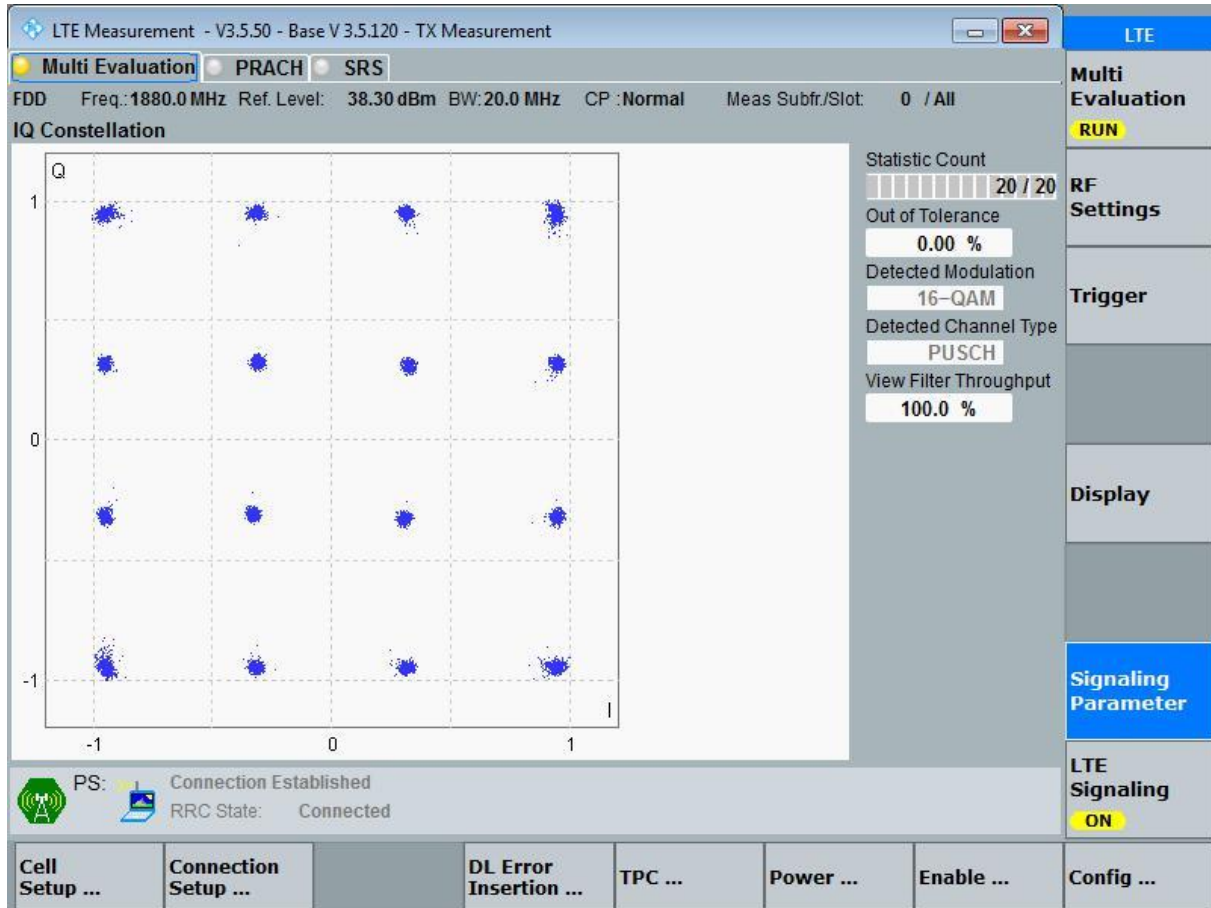 LTE Measurement - V3.5.50 - Base V 3.5.120 - TX Measurement
LTE
Multi Evaluation PRACH SRS
FDD Freq.:1880.0 MHz Ref. Level: 38.30 dBm BW:20.0 MHz CP :Normal Meas Subfr./Slot: 0 / All
IQ Constellation
Q
1
0
-1
-1 0 1
I
Statistic Count
20 / 20
Out of Tolerance
0.00 %
Detected Modulation
16-QAM
Detected Channel Type
PUSCH
View Filter Throughput
100.0 %
Multi
Evaluation
RUN
RF
Settings
Trigger
Display
Signaling
Parameter
LTE
Signaling
ON
PS: Connection Established
RRC State: Connected
Cell
Setup ...
Connection
Setup ...
DL Error
Insertion ...
TPC ...
Power ...
Enable ...
Config ...